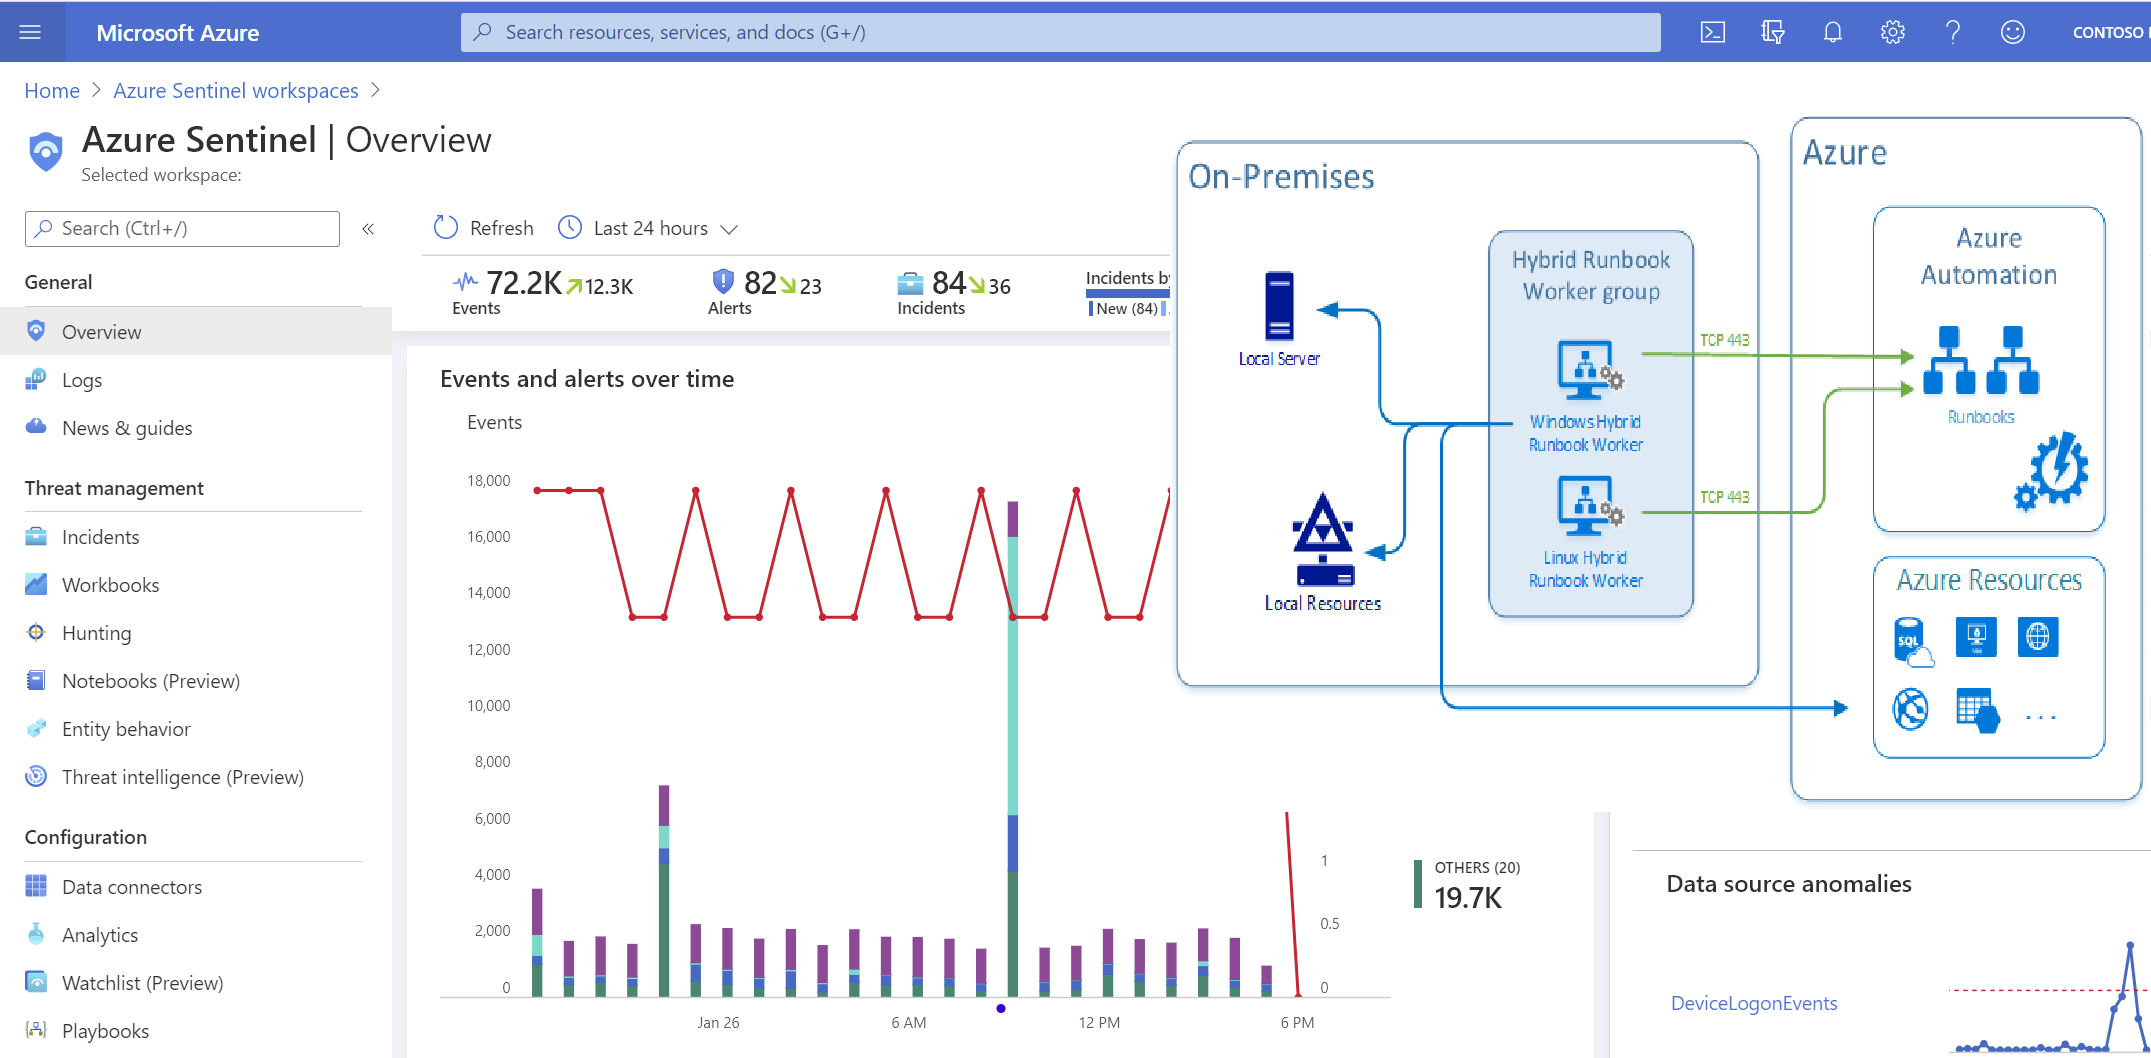 Microsoft Azure
Search resources, services, and docs (G+/)
CONTOSO
Home > Azure Sentinel workspaces >
Azure Sentinel | Overview
Selected workspace:
Search (Ctrl+/)
«
General
Overview
Logs
News & guides
Threat management
Incidents
Workbooks
Hunting
Notebooks (Preview)
Entity behavior
Threat intelligence (Preview)
Configuration
Data connectors
Analytics
Watchlist (Preview)
Playbooks
Refresh
Last 24 hours
72.2K 12.3K
Events
82 23
Alerts
84 36
Incidents
Incidents by
New (84)
Events and alerts over time
Events
18,000
16,000
14,000
12,000
10,000
8,000
6,000
4,000
2,000
0
Jan 26
6 AM
12 PM
6 PM
1
0.5
0
OTHERS (20)
19.7K
On-Premises
Local Server
Local Resources
Hybrid Runbook
Worker group
Windows Hybrid
Runbook Worker
Linux Hybrid
Runbook Worker
TCP 443
TCP 443
Azure
Azure
Automation
Runbooks
Azure Resources
SQL
...
Data source anomalies
DeviceLogonEvents